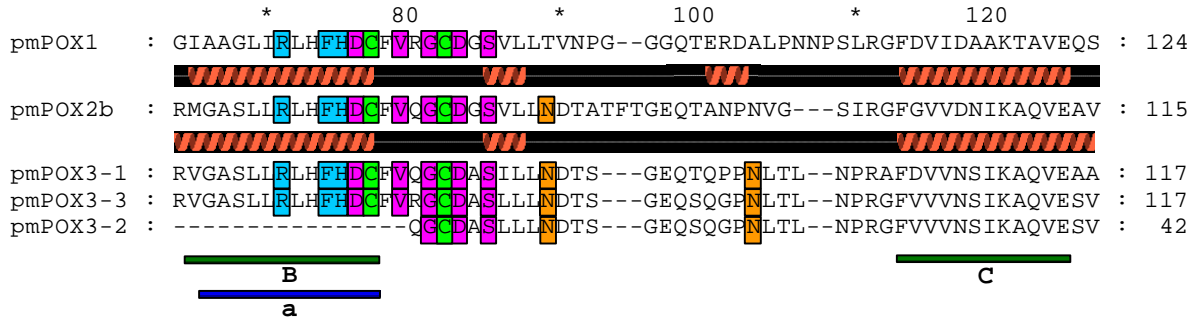 * 80 * 100 * 120
pmPOX1 : GIAAGLIRLHFHDCFVRGCDGSVLLTVNPG--GGQTERDALPNNPSLRGFDVIDAAKTAVEQS : 124
pmPOX2b : RMGASLLRLHFHDCFVQGCDGSVLLNDTATFTGEQTANPNVG---SIRGFGVVDNIKAQVEAV : 115
pmPOX3-1 : RVGASLLRLHFHDCFVQGCDASILLNDTS---GEQTQPPNLTL--NPRAFDVVNSIKAQVEAA : 117
pmPOX3-3 : RVGASLLRLHFHDCFVRGCDASLLLNDTS---GEQSQGPNLTL--NPRGFVVVNSIKAQVESV : 117
pmPOX3-2 : ----------------QGCDASLLLNDTS---GEQSQGPNLTL--NPRGFVVVNSIKAQVESV : 42
B C
a